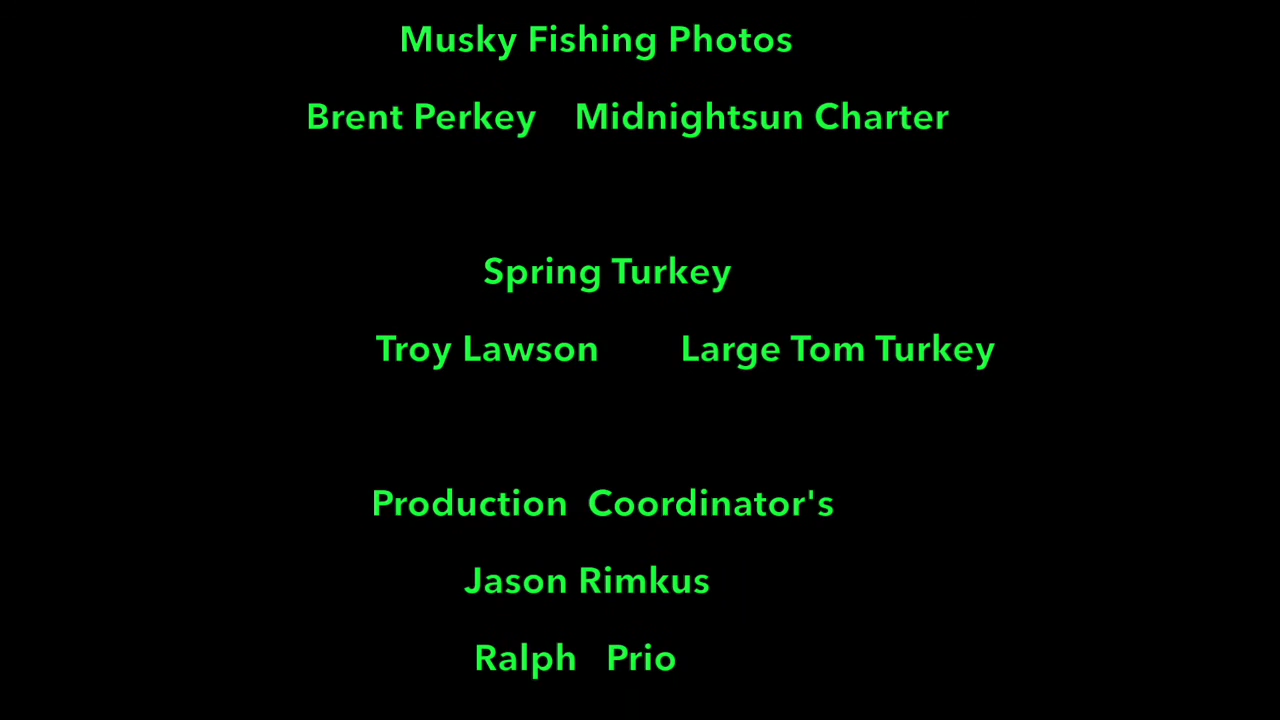 Musky Fishing Photos
Brent Perkey Midnightsun Charter
Spring Turkey
Troy Lawson Large Tom Turkey
Production Coordinator's
Jason Rimkus
Ralph Prio